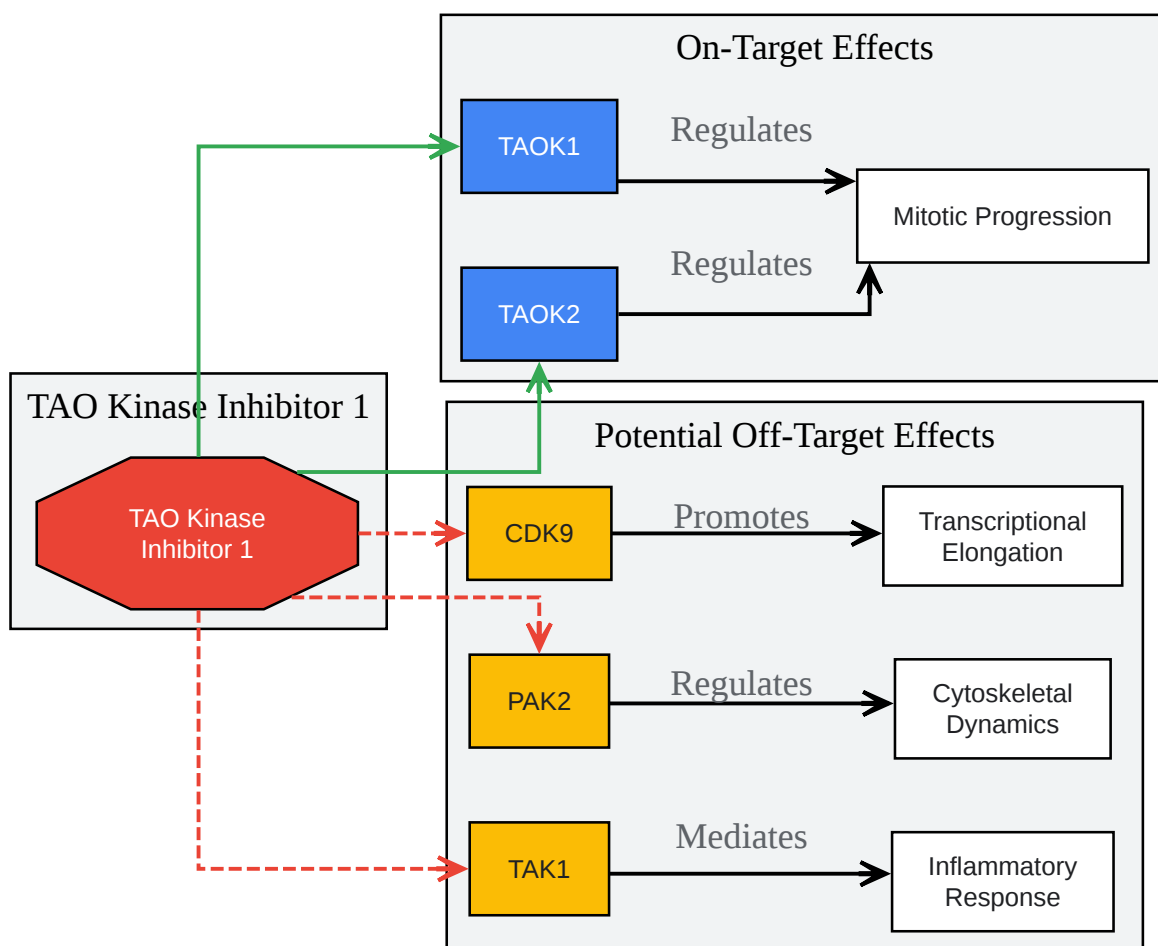 On-Target Effects
TAOK1
Regulates
Mitotic Progression
Regulates
TAOK2
TAO Kinase Inhibitor 1
TAO Kinase
Inhibitor 1
Potential Off-Target Effects
CDK9
Promotes
Transcriptional
Elongation
PAK2
Regulates
Cytoskeletal
Dynamics
TAK1
Mediates
Inflammatory
Response